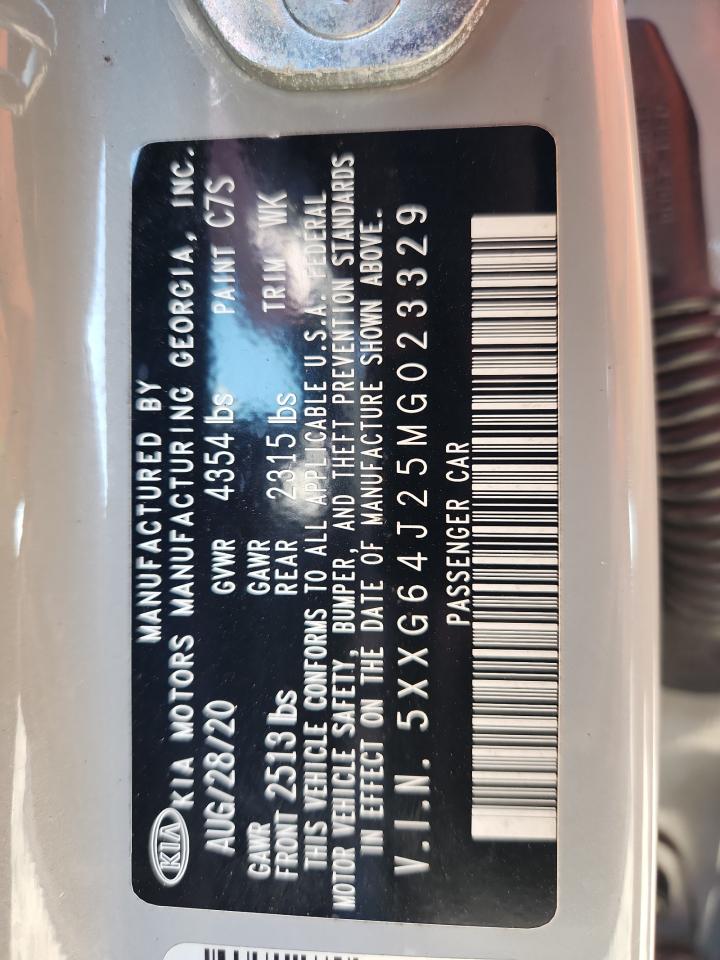 KIA
MANUFACTURED BY
KIA MOTORS MANUFACTURING GEORGIA, INC.
AUG/28/20 GVWR 4354 lbs PAINT C7S
GAWR GAWR
FRONT 2513 lbs REAR 2315 lbs TRIM WK
THIS VEHICLE CONFORMS TO ALL APPLICABLE U.S.A. FEDERAL
MOTOR VEHICLE SAFETY, BUMPER, AND THEFT PREVENTION STANDARDS
IN EFFECT ON THE DATE OF MANUFACTURE SHOWN ABOVE.
V.I.N. 5XXG64J25MG023329
PASSENGER CAR